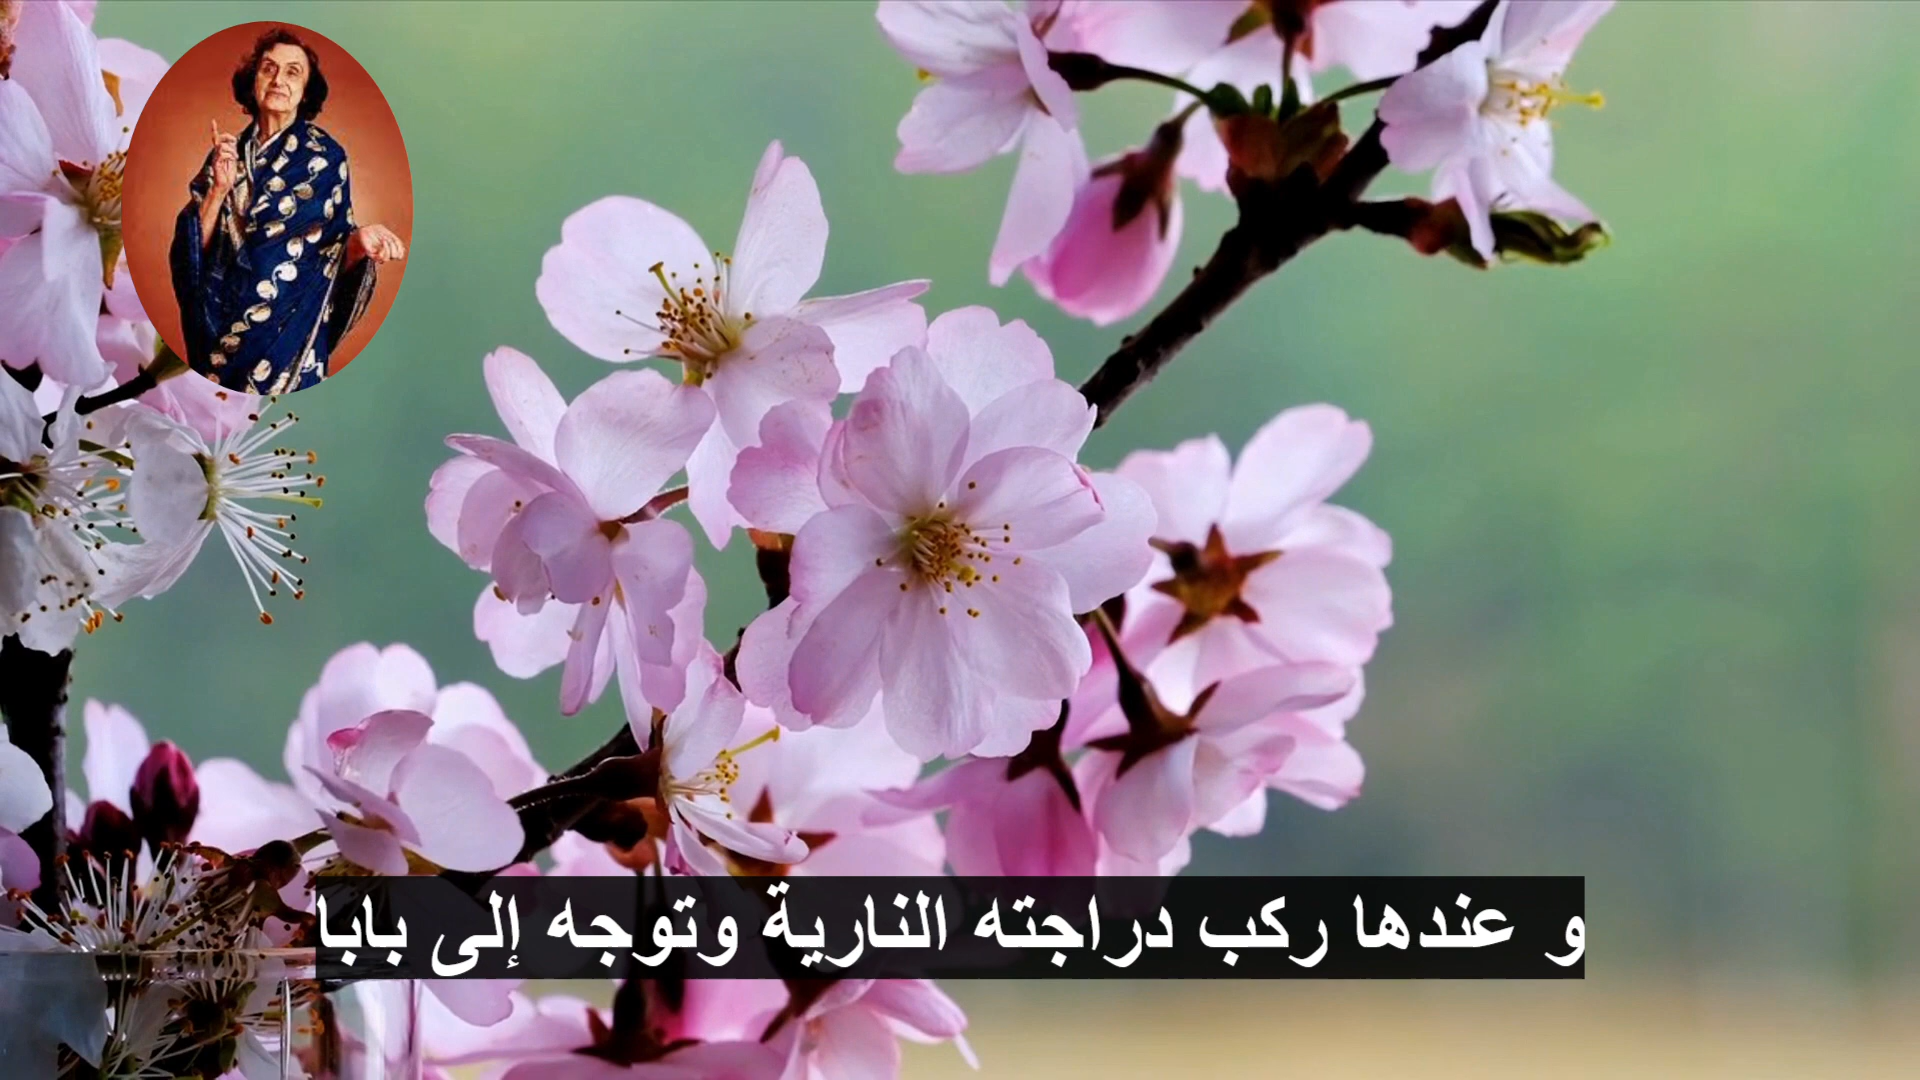 و عندها ركب دراجته النارية وتوجه إلى بابا